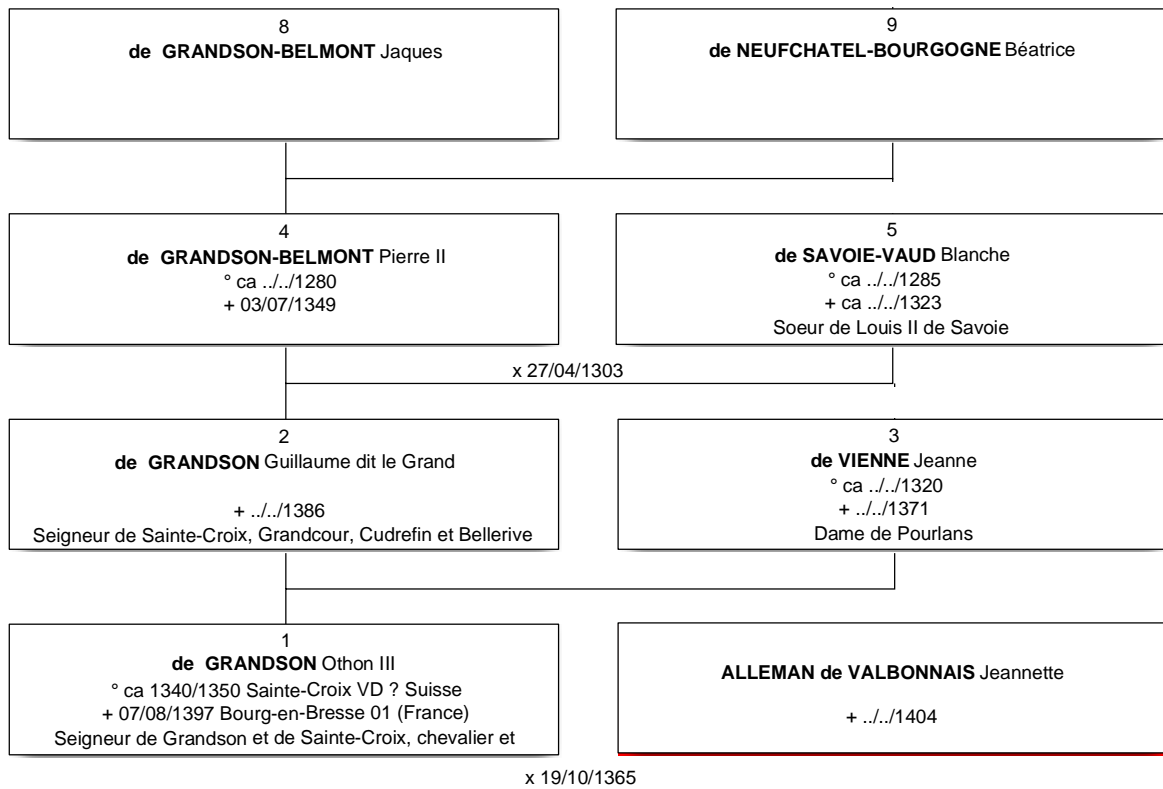 8
de GRANDSON-BELMONT Jaques
9
de NEUFCHATEL-BOURGOGNE Béatrice
4
de GRANDSON-BELMONT Pierre II
° ca ../../1280
+ 03/07/1349
5
de SAVOIE-VAUD Blanche
° ca ../../1285
+ ca ../../1323
Soeur de Louis II de Savoie
x 27/04/1303
2
de GRANDSON Guillaume dit le Grand
+ ../../1386
Seigneur de Sainte-Croix, Grandcour, Cudrefin et Bellerive
3
de VIENNE Jeanne
° ca ../../1320
+ ../../1371
Dame de Pourlans
1
de GRANDSON Othon III
° ca 1340/1350 Sainte-Croix VD ? Suisse
+ 07/08/1397 Bourg-en-Bresse 01 (France)
Seigneur de Grandson et de Sainte-Croix, chevalier et
ALLEMAN de VALBONNAIS Jeannette
+ ../../1404
x 19/10/1365